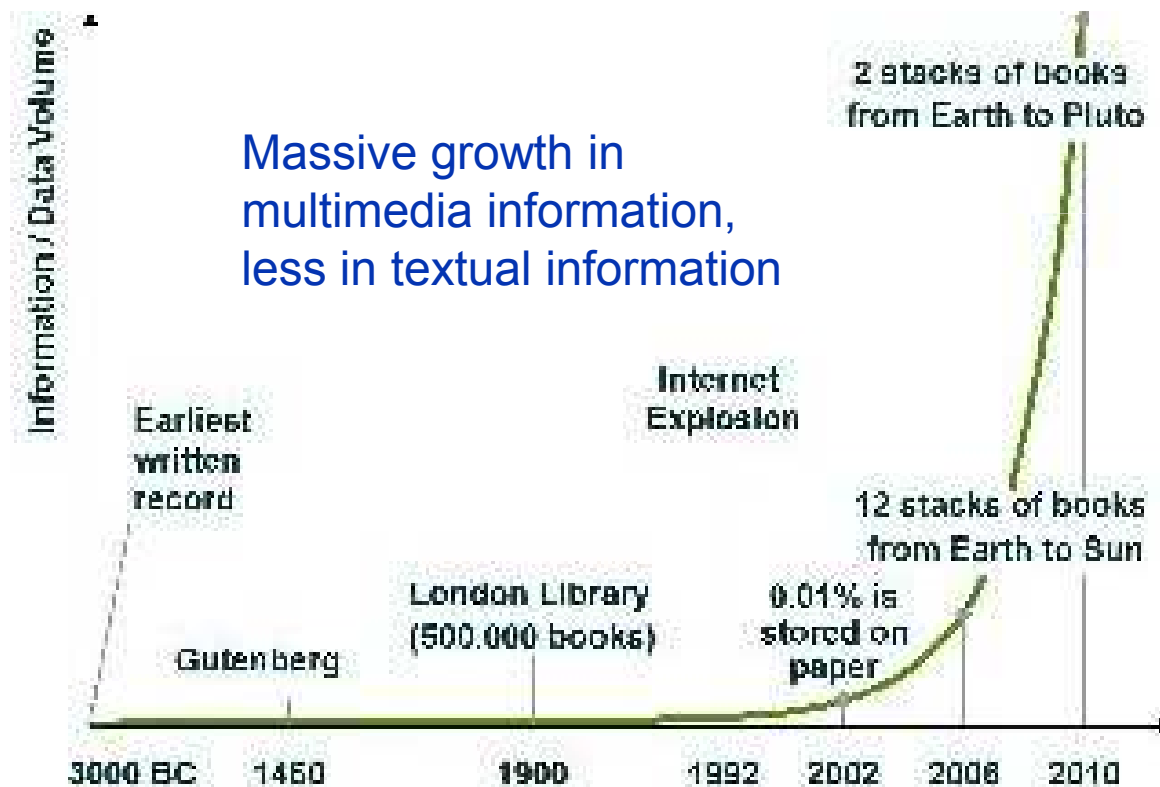 Information / Data Volume
2 stacks of books
from Earth to Pluto
Massive growth in
multimedia information,
less in textual information
Internet
Explosion
Earliest
written
record
12 stacks of books
from Earth to Sun
London Library
(500.000 books)
0.01% is
stored on
paper
Gutenberg
3000 BC 1450 1900 1992 2002 2006 2010